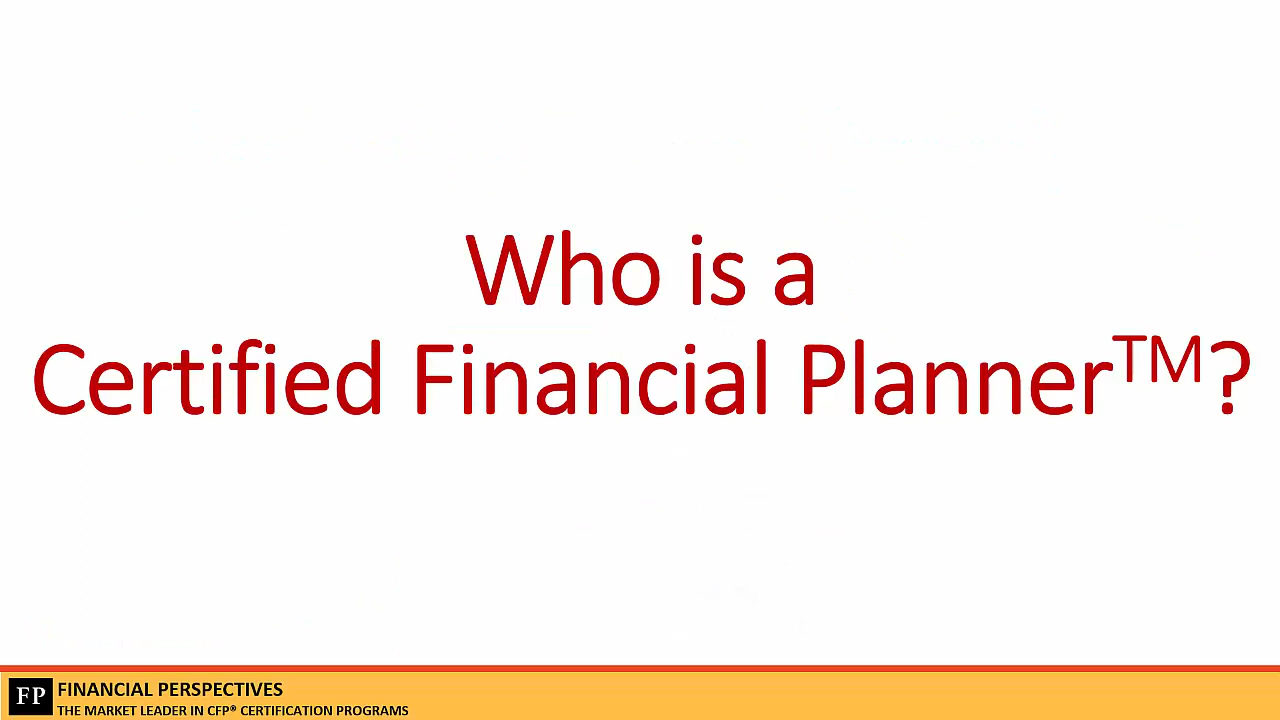 Who is a
Certified Financial Planner™?
FP
FINANCIAL PERSPECTIVES
THE MARKET LEADER IN CFP® CERTIFICATION PROGRAMS